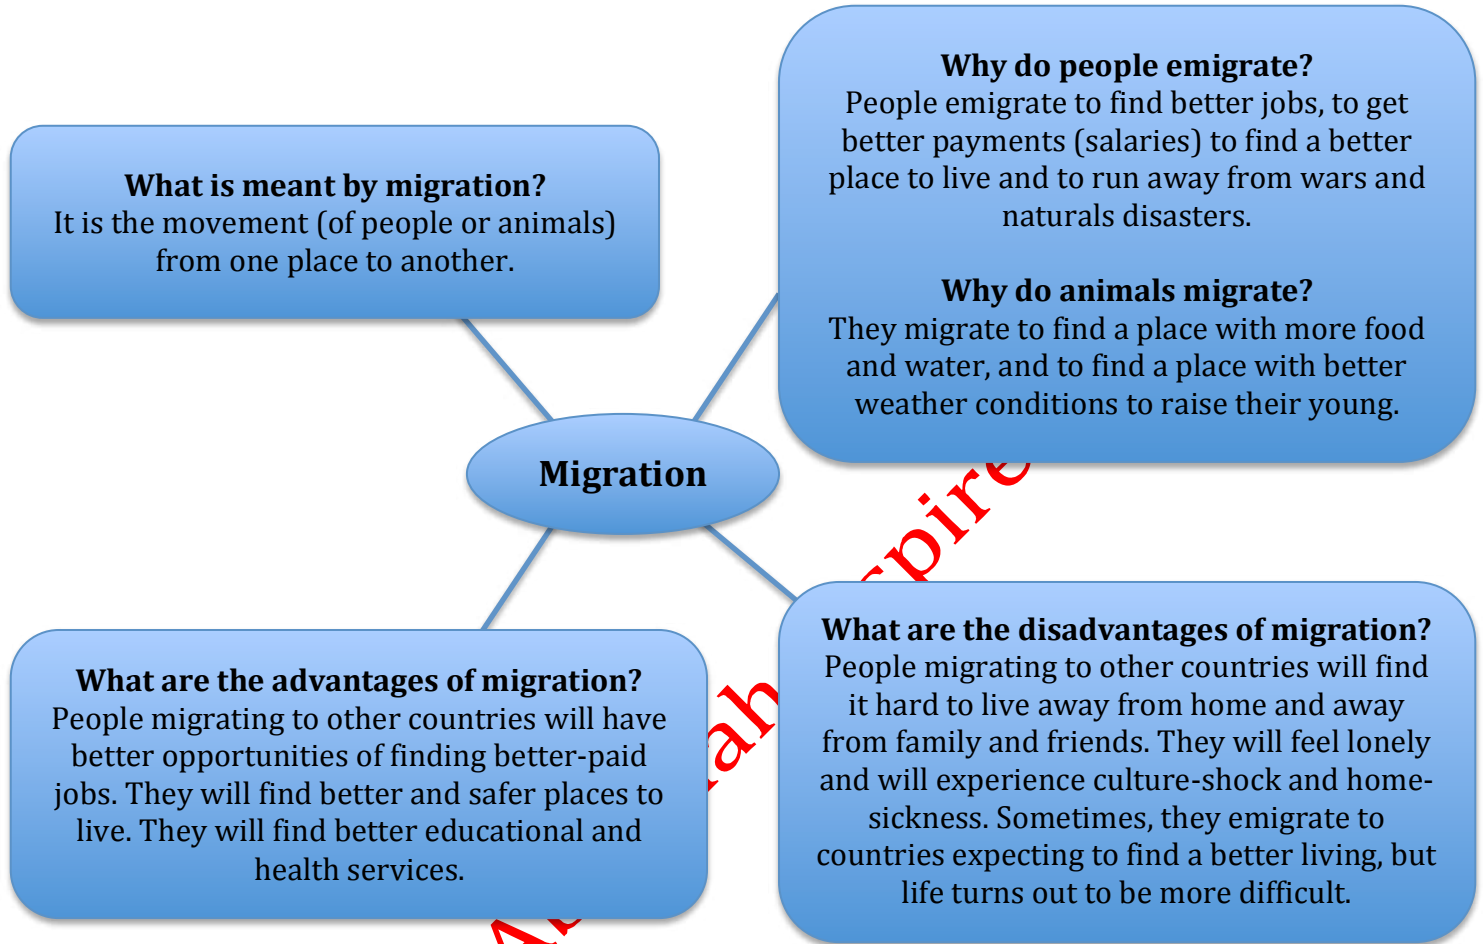 What is meant by migration?
It is the movement (of people or animals)
from one place to another.
Why do people emigrate?
People emigrate to find better jobs, to get
better payments (salaries) to find a better
place to live and to run away from wars and
naturals disasters.
Why do animals migrate?
They migrate to find a place with more food
and water, and to find a place with better
weather conditions to raise their young.
Migration
What are the advantages of migration?
People migrating to other countries will have
better opportunities of finding better-paid
jobs. They will find better and safer places to
live. They will find better educational and
health services.
What are the disadvantages of migration?
People migrating to other countries will find
it hard to live away from home and away
from family and friends. They will feel lonely
and will experience culture-shock and home-
sickness. Sometimes, they emigrate to
countries expecting to find a better living, but
life turns out to be more difficult.